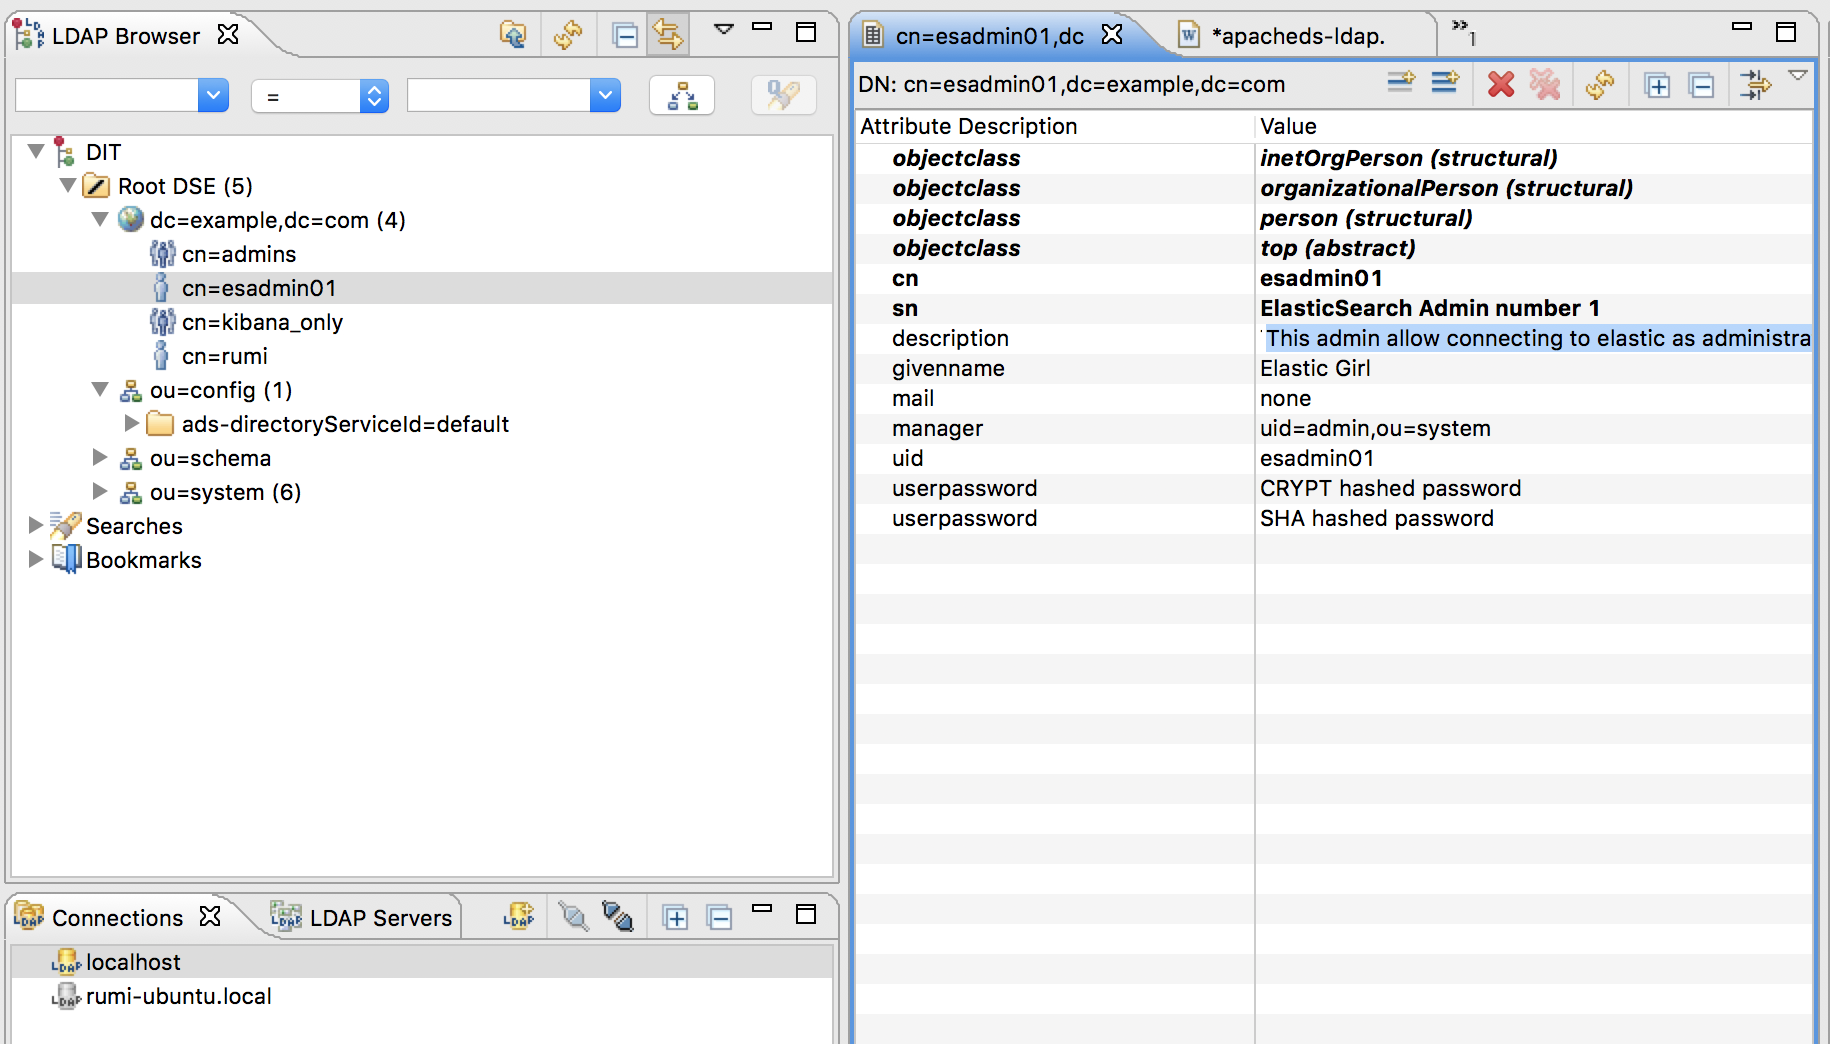 LDAP Browser
=
DIT
Root DSE (5)
dc=example,dc=com (4)
cn=admins
cn=esadmin01
cn=kibana_only
cn=rumi
ou=config (1)
ads-directoryServiceId=default
ou=schema
ou=system (6)
Searches
Bookmarks
Connections
LDAP Servers
localhost
rumi-ubuntu.local
cn=esadmin01,dc
*apacheds-ldap.
»1
DN: cn=esadmin01,dc=example,dc=com
Attribute Description Value
objectclass inetOrgPerson (structural)
objectclass organizationalPerson (structural)
objectclass person (structural)
objectclass top (abstract)
cn esadmin01
sn ElasticSearch Admin number 1
description This admin allow connecting to elastic as administra
givenname Elastic Girl
mail none
manager uid=admin,ou=system
uid esadmin01
userpassword CRYPT hashed password
userpassword SHA hashed password